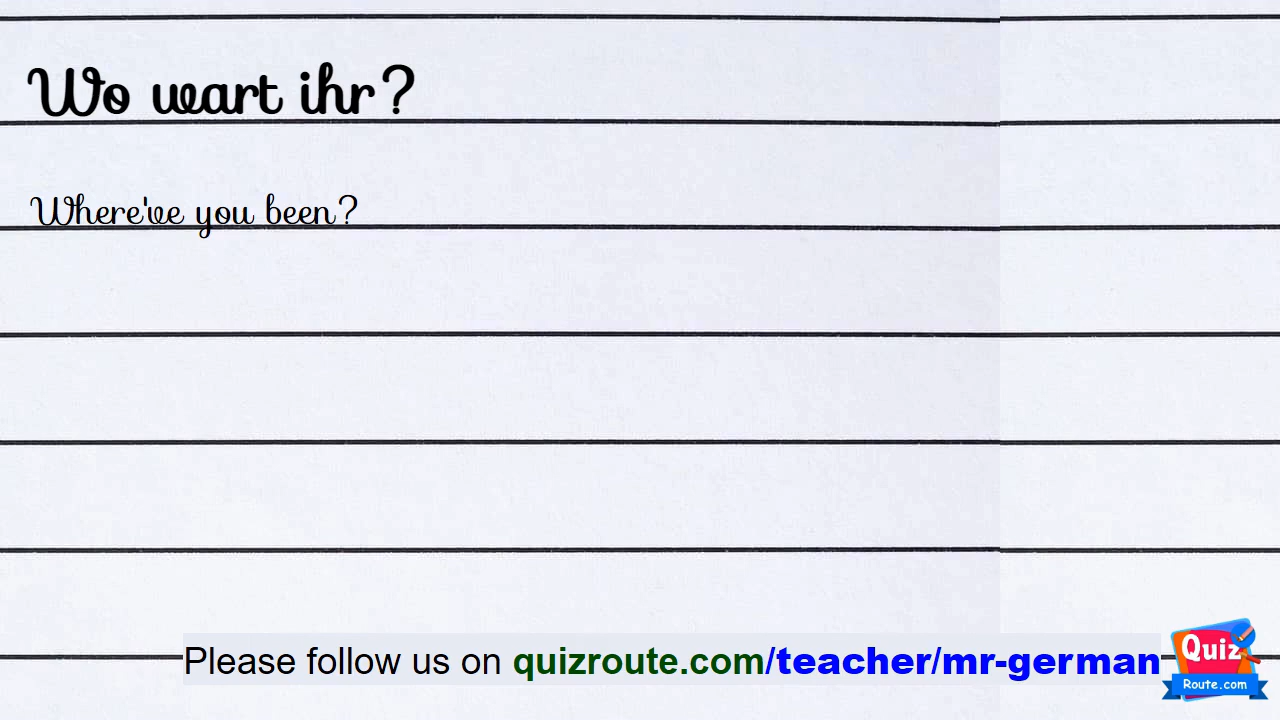 Wo wart ihr?
Where've you been?
Please follow us on quizroute.com/teacher/mr-german
Quiz
Route.com